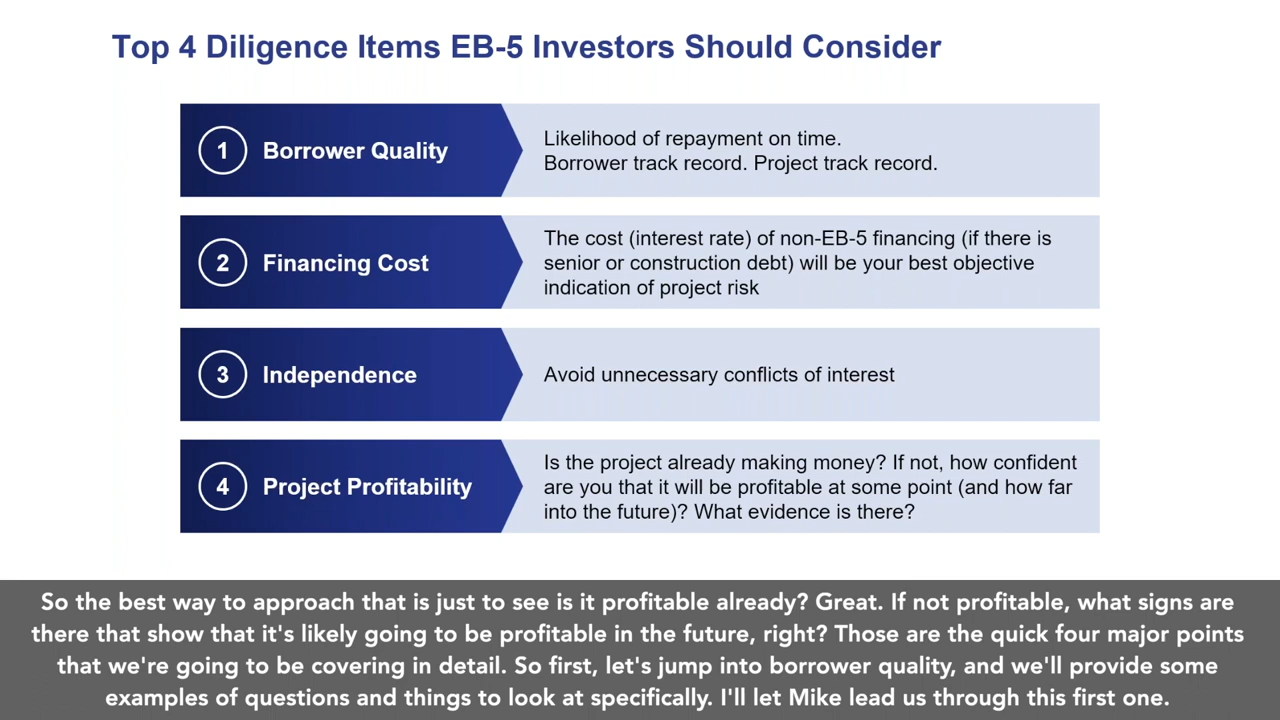 Top 4 Diligence Items EB-5 Investors Should Consider
1 Borrower Quality
Likelihood of repayment on time.
Borrower track record. Project track record.
2 Financing Cost
The cost (interest rate) of non-EB-5 financing (if there is
senior or construction debt) will be your best objective
indication of project risk
3 Independence
Avoid unnecessary conflicts of interest
4 Project Profitability
Is the project already making money? If not, how confident
are you that it will be profitable at some point (and how far
into the future)? What evidence is there?
So the best way to approach that is just to see is it profitable already? Great. If not profitable, what signs are
there that show that it's likely going to be profitable in the future, right? Those are the quick four major points
that we're going to be covering in detail. So first, let's jump into borrower quality, and we'll provide some
examples of questions and things to look at specifically. I'll let Mike lead us through this first one.